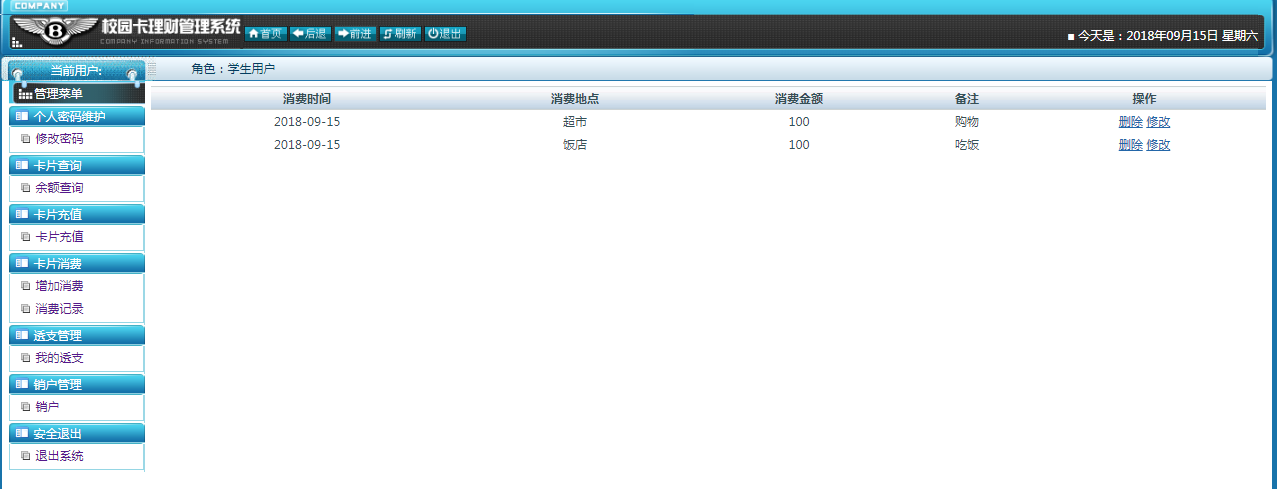 COMPANY
校园卡理财管理系统
COMPANY INFORMATION SYSTEM
首页 后退 前进 刷新 退出
■ 今天是：2018年09月15日 星期六
当前用户:
角色：学生用户
管理菜单
个人密码维护
修改密码
卡片查询
余额查询
卡片充值
卡片充值
卡片消费
增加消费
消费记录
透支管理
我的透支
销户管理
销户
安全退出
退出系统
消费时间 消费地点 消费金额 备注 操作
2018-09-15 超市 100 购物 删除 修改
2018-09-15 饭店 100 吃饭 删除 修改